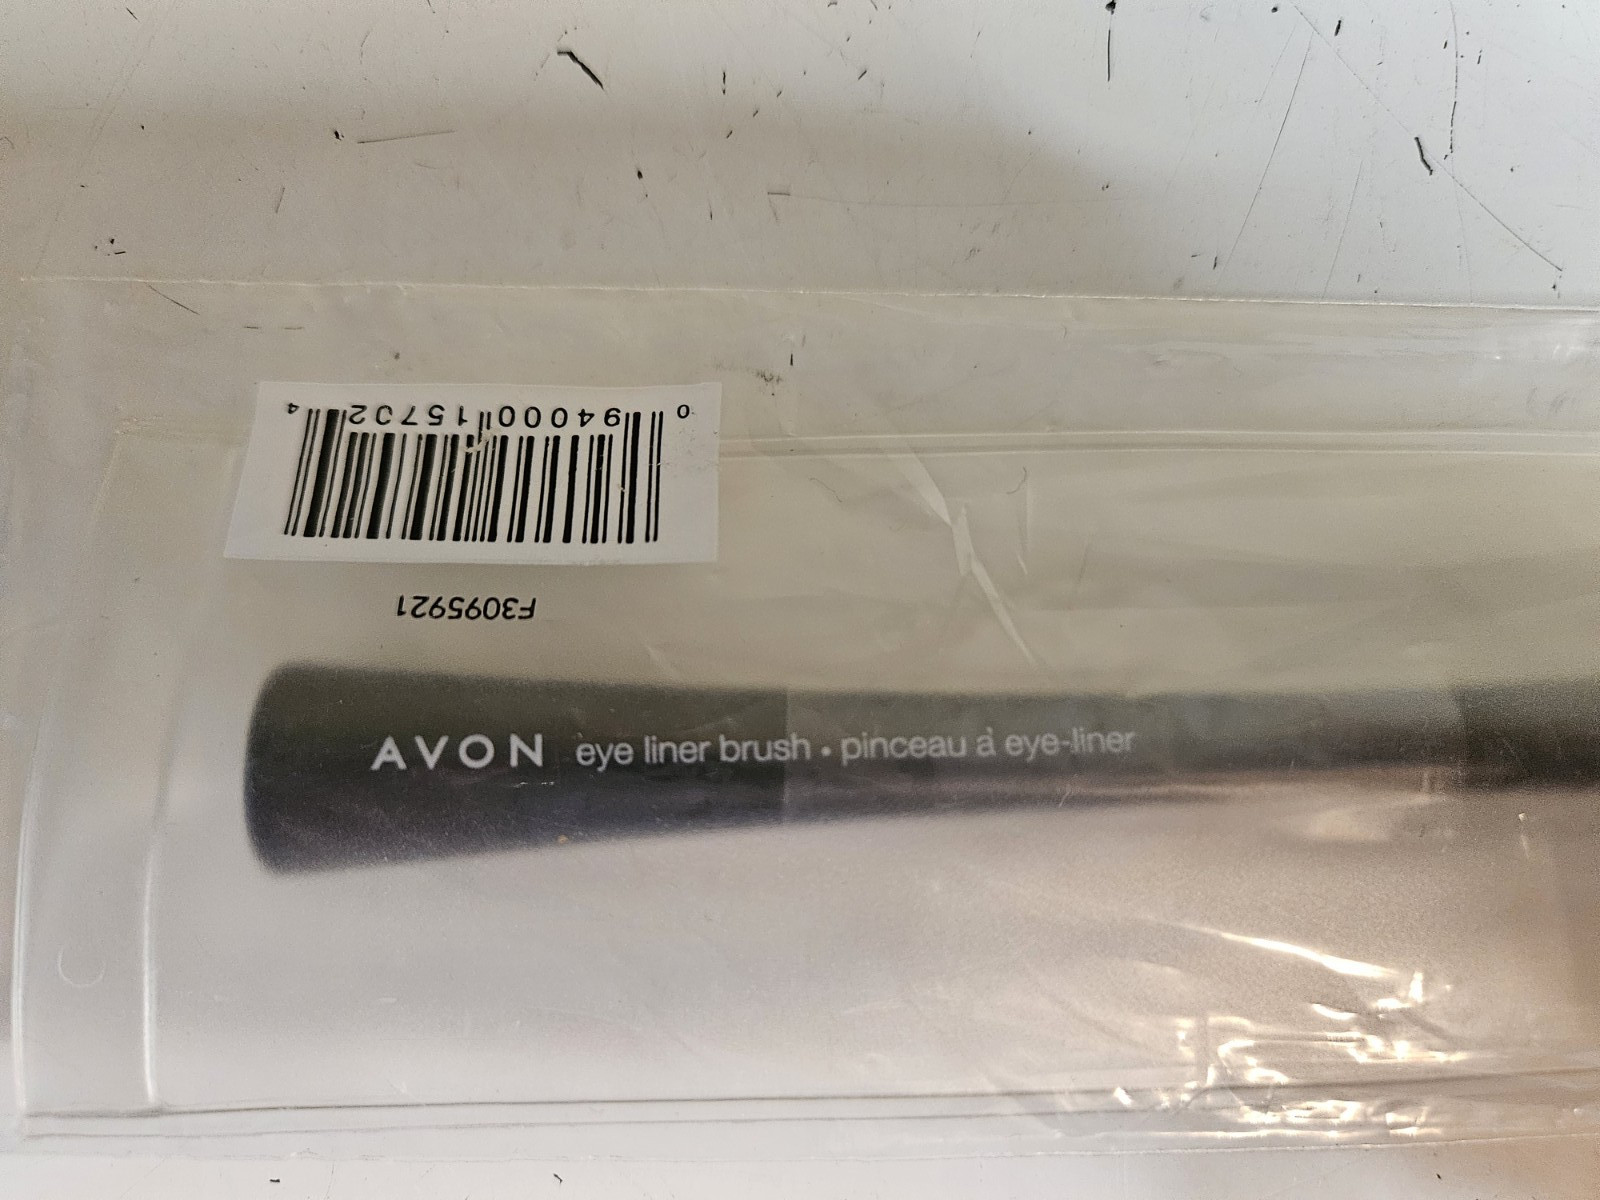 0 94000 15702 4
F3095921
AVON eye liner brush • pinceau à eye-liner